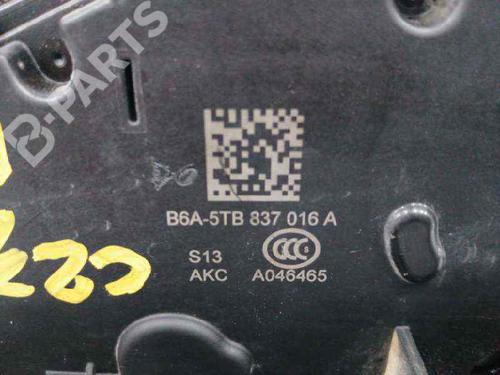 B-PARTS
B6A-5TB 837 016 A
S13
CCC
AKC A046465